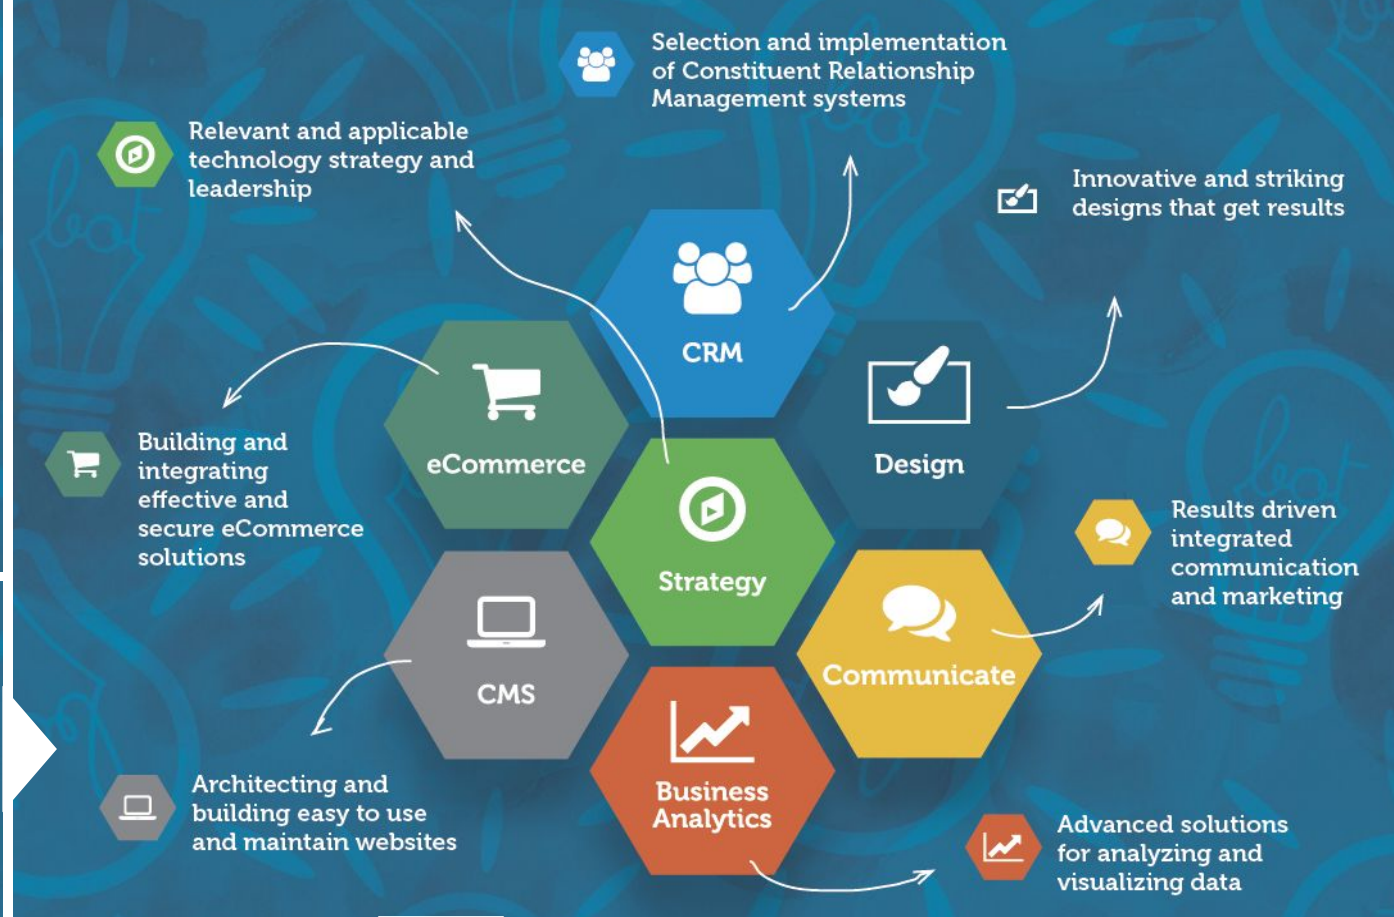 Selection and implementation
of Constituent Relationship
Management systems
Relevant and applicable
technology strategy and
leadership
Innovative and striking
designs that get results
CRM
eCommerce
Design
Building and
integrating
effective and
secure eCommerce
solutions
Strategy
Results driven
integrated
communication
and marketing
CMS
Communicate
Architecting and
building easy to use
and maintain websites
Business
Analytics
Advanced solutions
for analyzing and
visualizing data
bot
bot
bot